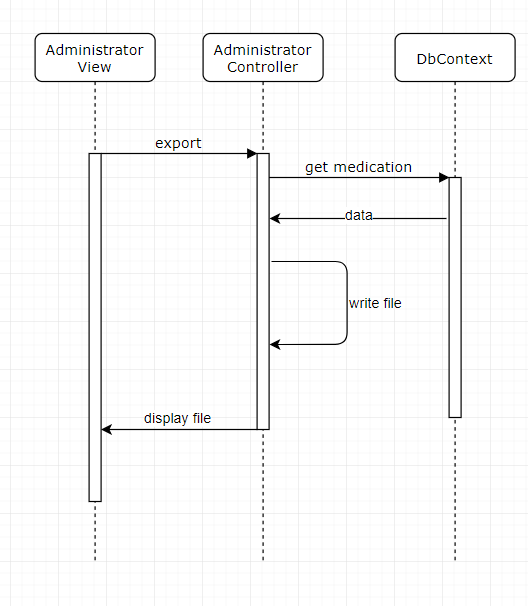 Administrator
View
Administrator
Controller
DbContext
export
get medication
data
write file
display file